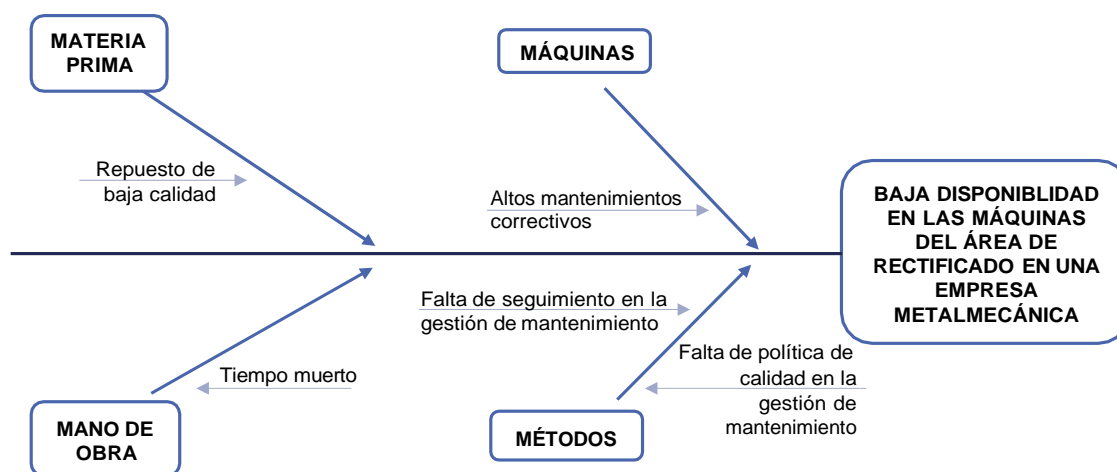 MATERIA
PRIMA
MÁQUINAS
Repuesto de
baja calidad
Altos mantenimientos
correctivos
BAJA DISPONIBLIDAD
EN LAS MÁQUINAS
DEL ÁREA DE
RECTIFICADO EN UNA
EMPRESA
METALMECÁNICA
Falta de seguimiento en la
gestión de mantenimiento
Tiempo muerto
Falta de política de
calidad en la
gestión de
mantenimiento
MANO DE
OBRA
MÉTODOS